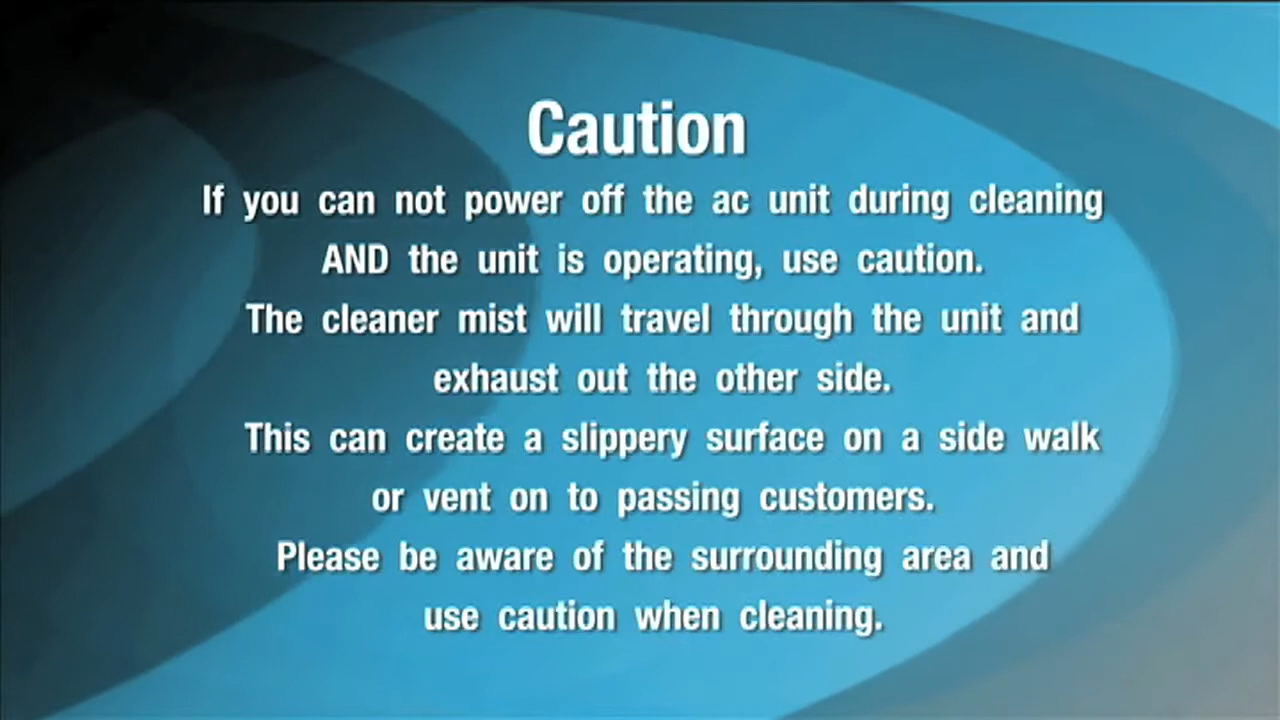 Caution
If you can not power off the ac unit during cleaning
AND the unit is operating, use caution.
The cleaner mist will travel through the unit and
exhaust out the other side.
This can create a slippery surface on a side walk
or vent on to passing customers.
Please be aware of the surrounding area and
use caution when cleaning.